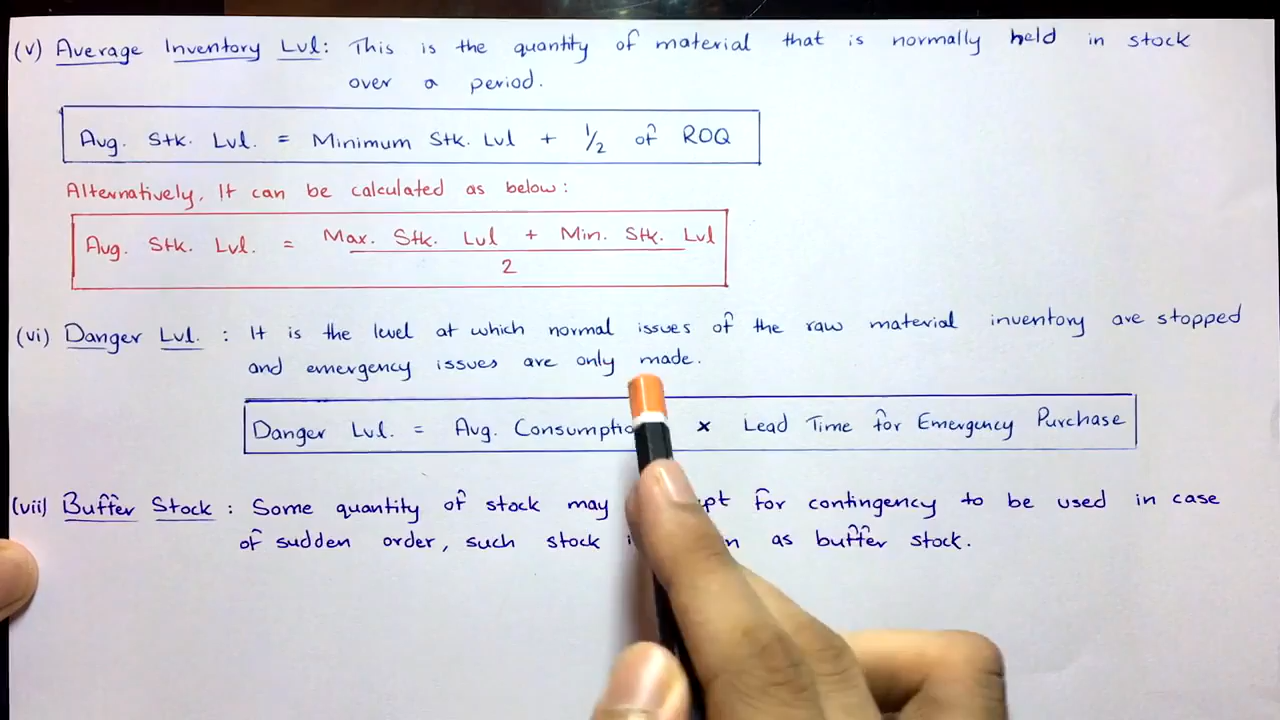 (v) Average Inventory Lvl: This is the quantity of material that is normally held in stock
over a period.
Avg. Stk. Lvl. = Minimum Stk. Lvl + 1/2 of ROQ
Alternatively, It can be calculated as below:
Avg. Stk. Lvl. = Max. Stk. Lvl + Min. Stk. Lvl
2
(vi) Danger Lvl. : It is the level at which normal issues of the raw material inventory are stopped
and emergency issues are only made.
Danger Lvl. = Avg. Consumptio × Lead Time for Emergency Purchase
(vii) Buffer Stock : Some quantity of stock may pt for contingency to be used in case
of sudden order, such stock as buffer stock.